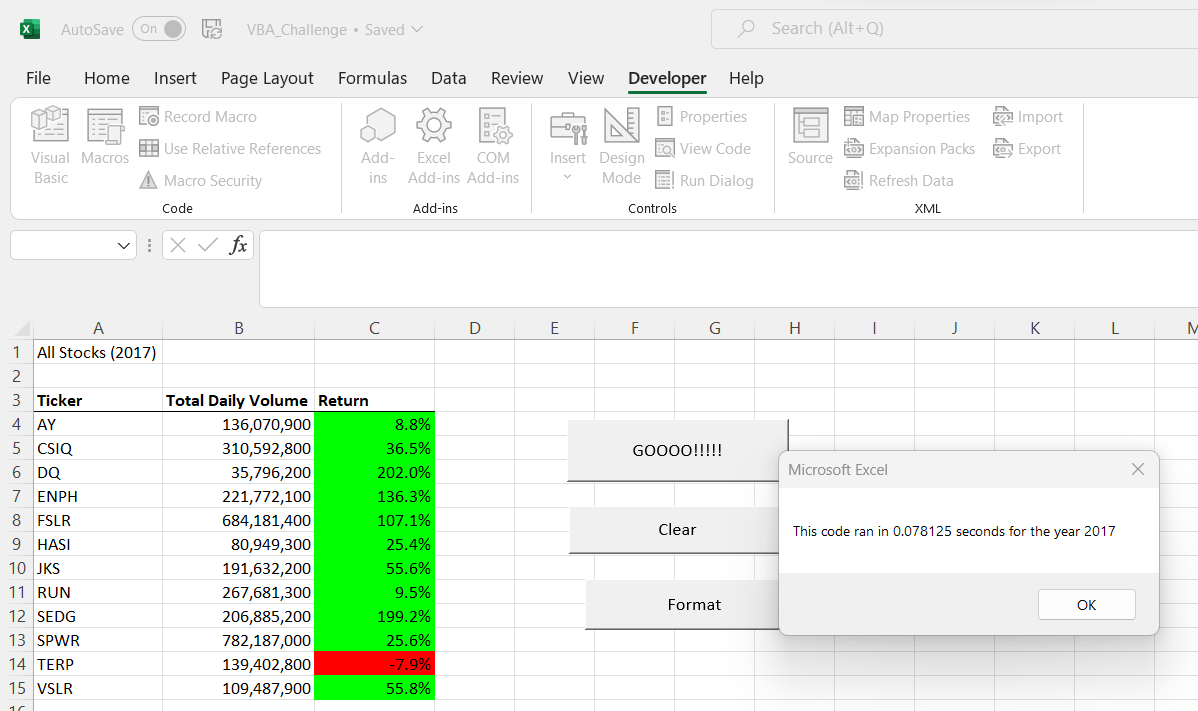 AutoSave On VBA_Challenge • Saved Search (Alt+Q)
File Home Insert Page Layout Formulas Data Review View Developer Help
Visual Basic
Macros
Record Macro
Use Relative References
Macro Security
Code
Add-ins
Excel Add-ins
COM Add-ins
Add-ins
Insert
Design Mode
Properties
View Code
Run Dialog
Controls
Source
Map Properties
Expansion Packs
Refresh Data
Import
Export
XML
fx
A B C D E F G H I J K L M
1 All Stocks (2017)
2
3 Ticker Total Daily Volume Return
4 AY 136,070,900 8.8%
5 CSIQ 310,592,800 36.5%
6 DQ 35,796,200 202.0%
7 ENPH 221,772,100 136.3%
8 FSLR 684,181,400 107.1%
9 HASI 80,949,300 25.4%
10 JKS 191,632,200 55.6%
11 RUN 267,681,300 9.5%
12 SEDG 206,885,200 199.2%
13 SPWR 782,187,000 25.6%
14 TERP 139,402,800 -7.9%
15 VSLR 109,487,900 55.8%
16
GOOOO!!!!!
Clear
Format
Microsoft Excel
This code ran in 0.078125 seconds for the year 2017
OK